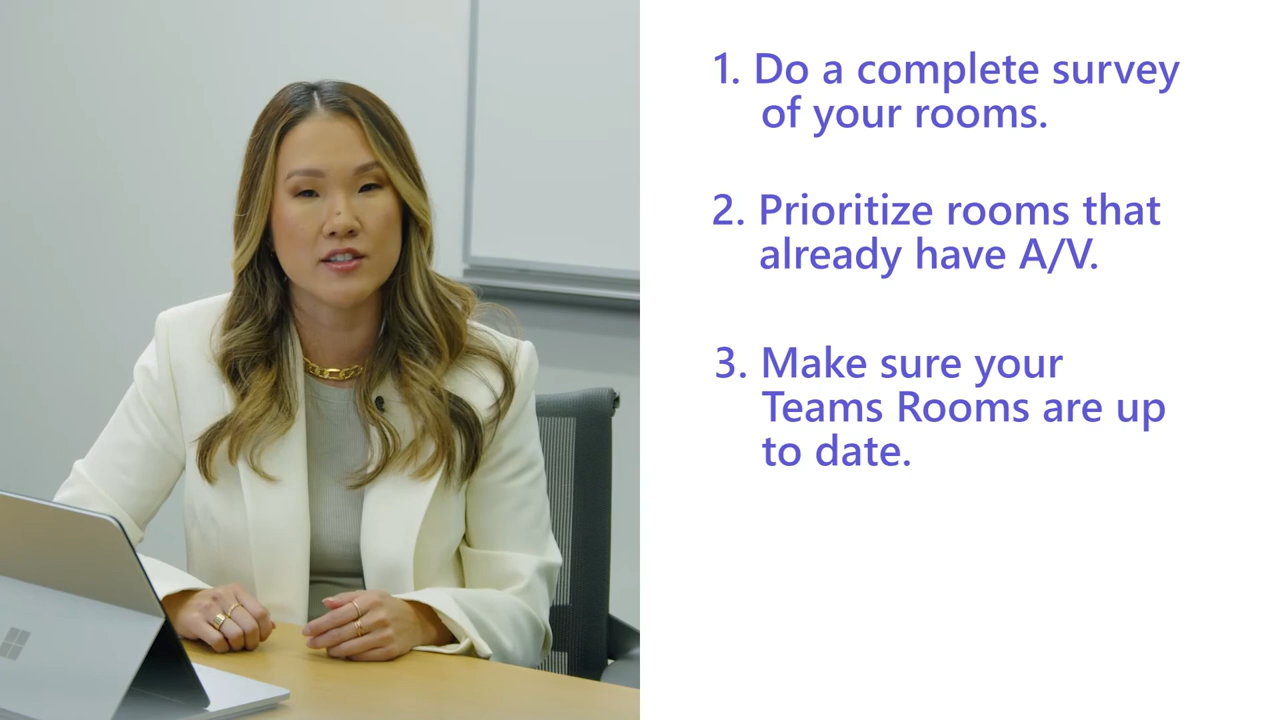 1. Do a complete survey
of your rooms.
2. Prioritize rooms that
already have A/V.
3. Make sure your
Teams Rooms are up
to date.